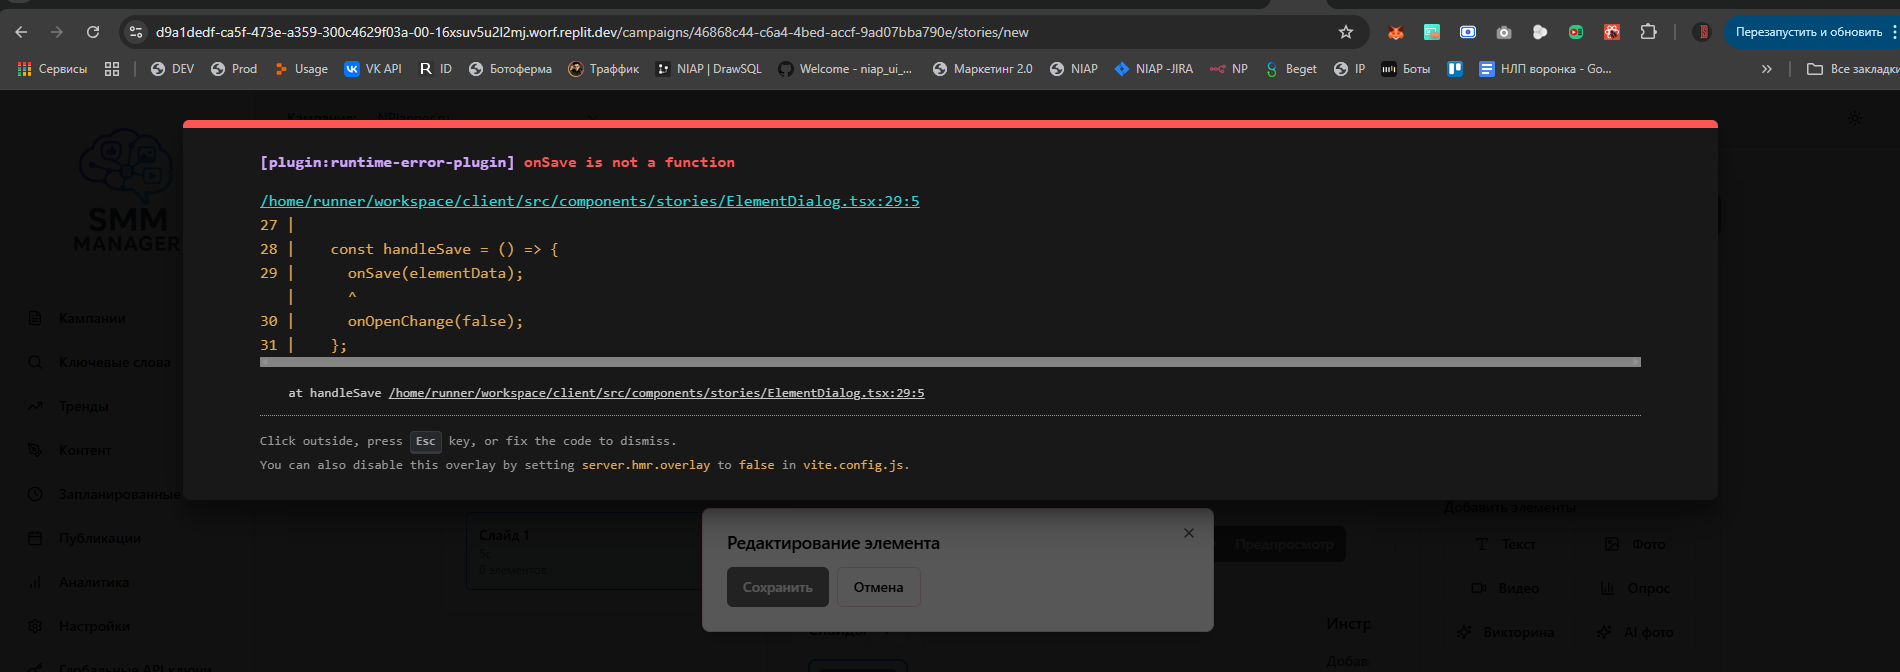 d9a1dedf-ca5f-473e-a359-300c4629f03a-00-16xsuv5u2l2mj.worf.replit.dev/campaigns/46868c44-c6a4-4bed-accf-9ad07bba790e/stories/new
Перезапустить и обновить
Сервисы DEV Prod Usage VK API ID Ботоферма Траффик NIAP | DrawSQL Welcome - niap_ui_... Маркетинг 2.0 NIAP NIAP -JIRA NP Beget IP Боты НЛП воронка - Go... » Все закладки
[plugin:runtime-error-plugin] onSave is not a function
/home/runner/workspace/client/src/components/stories/ElementDialog.tsx:29:5
27 |
28 | const handleSave = () => {
29 | onSave(elementData);
| ^
30 | onOpenChange(false);
31 | };
at handleSave /home/runner/workspace/client/src/components/stories/ElementDialog.tsx:29:5
Click outside, press Esc key, or fix the code to dismiss.
You can also disable this overlay by setting server.hmr.overlay to false in vite.config.js.
SMM
MANAGER
Кампании
Ключевые слова
Тренды
Контент
Запланированные
Публикации
Аналитика
Настройки
Глобальные API ключи
Слайд 1
5с
0 элементов
Редактирование элемента
Сохранить Отмена
Предпросмотр
Слайды
Инстр
Добав
Добавить элементы
Текст Фото
Видео Опрос
Викторина AI фото